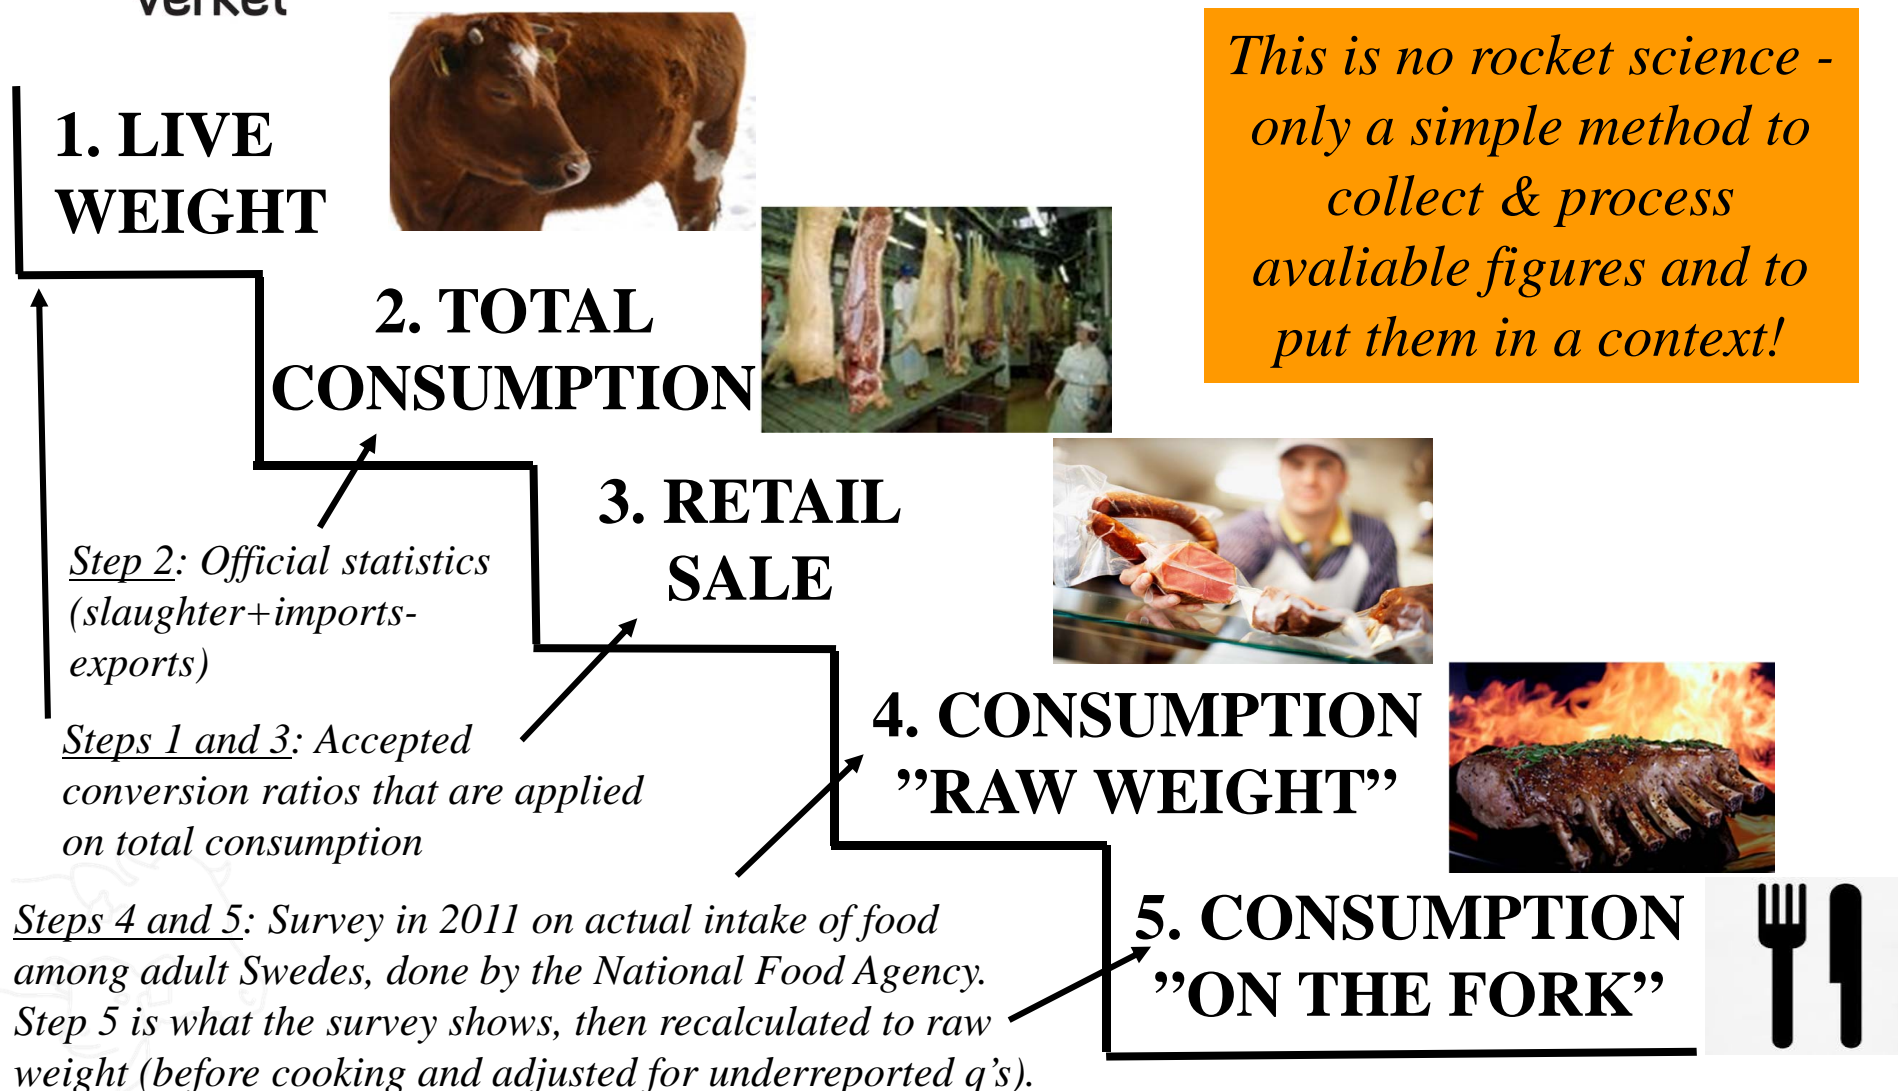 verket
1. LIVE
WEIGHT
This is no rocket science -
only a simple method to
collect & process
avaliable figures and to
put them in a context!
2. TOTAL
CONSUMPTION
3. RETAIL
SALE
Step 2: Official statistics
(slaughter+imports-
exports)
Steps 1 and 3: Accepted
conversion ratios that are applied
on total consumption
4. CONSUMPTION
”RAW WEIGHT”
Steps 4 and 5: Survey in 2011 on actual intake of food
among adult Swedes, done by the National Food Agency.
Step 5 is what the survey shows, then recalculated to raw
weight (before cooking and adjusted for underreported q's).
5. CONSUMPTION
”ON THE FORK”